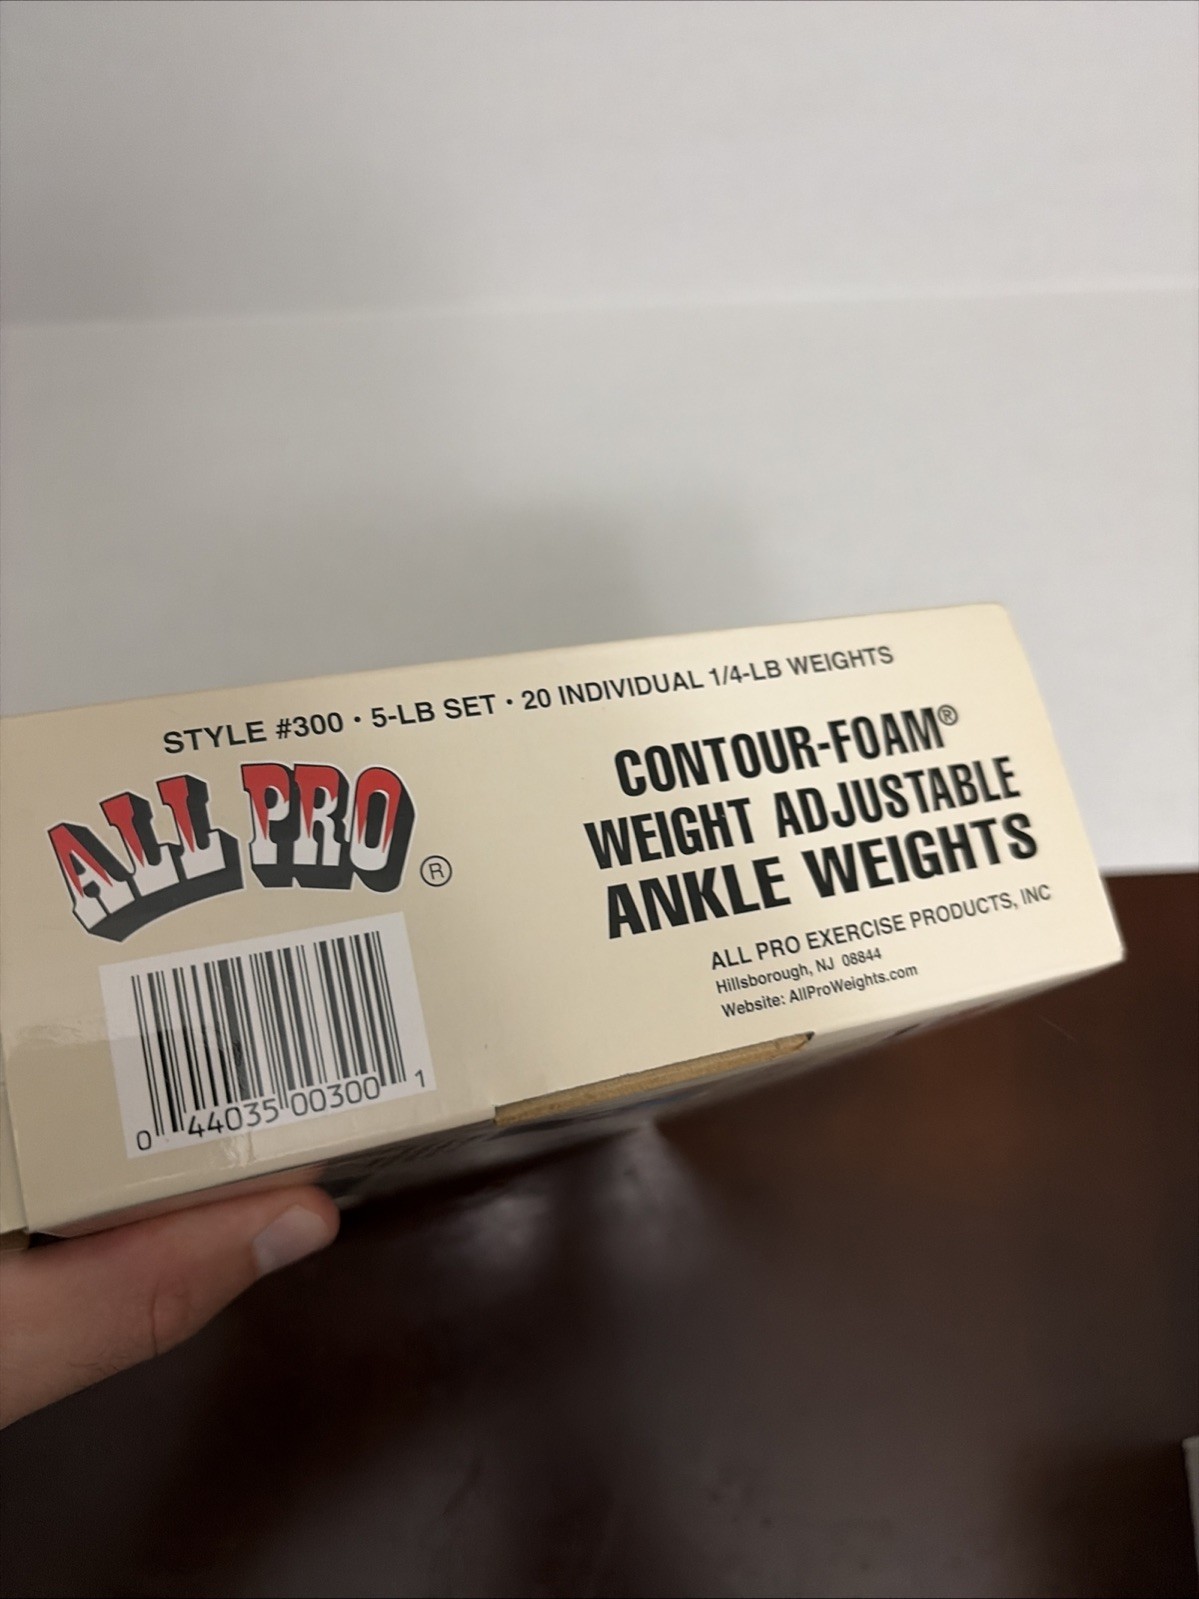 STYLE #300 • 5-LB SET • 20 INDIVIDUAL 1/4-LB WEIGHTS
ALL PRO ®
CONTOUR-FOAM®
WEIGHT ADJUSTABLE
ANKLE WEIGHTS
ALL PRO EXERCISE PRODUCTS, INC
Hillsborough, NJ 08844
Website: AllProWeights.com
0 44035 00300 1